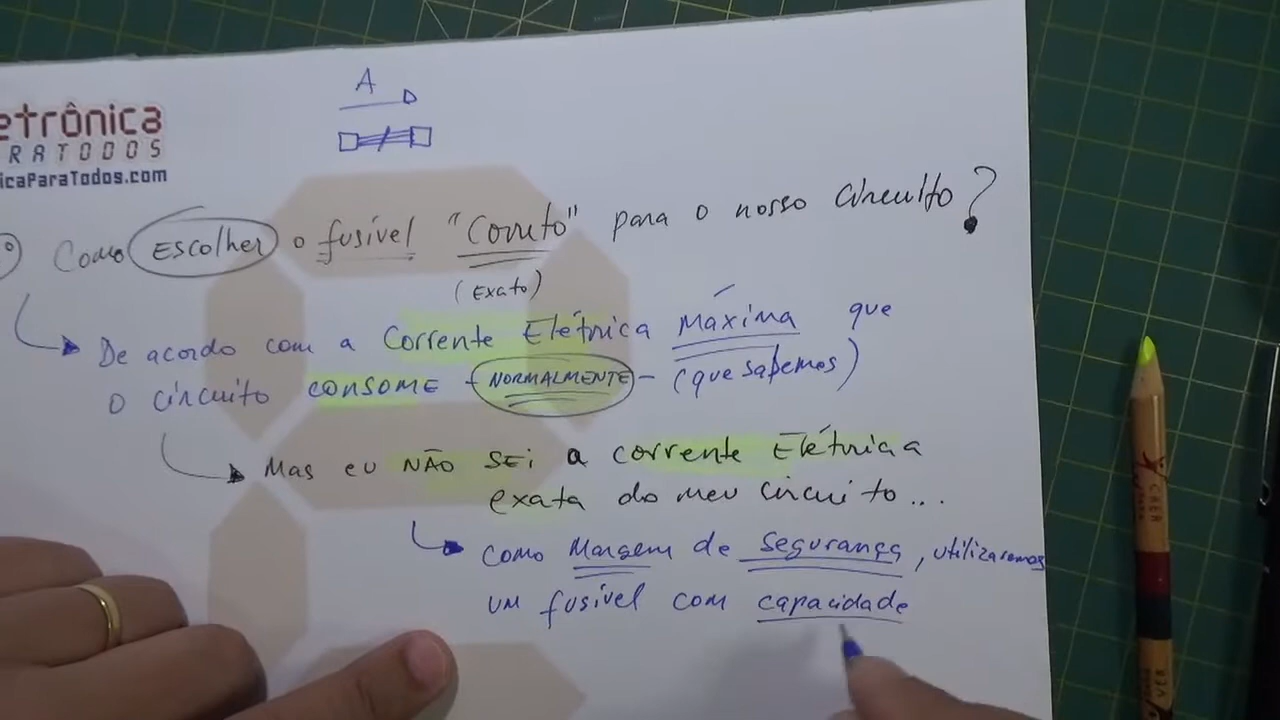 A
etrônica
RATODOS
icaParaTodos.com
Como Escolher o fusível "Correto" para o nosso Circuito?
(Exato)
De acordo com a Corrente Elétrica Máxima que
o circuito consome (NORMALMENTE) - (que sabemos)
Mas eu NÃO SEi a corrente Elétrica
exata do meu circuito...
Como Margem de Segurança, utilizaremos
um fusível com capacidade